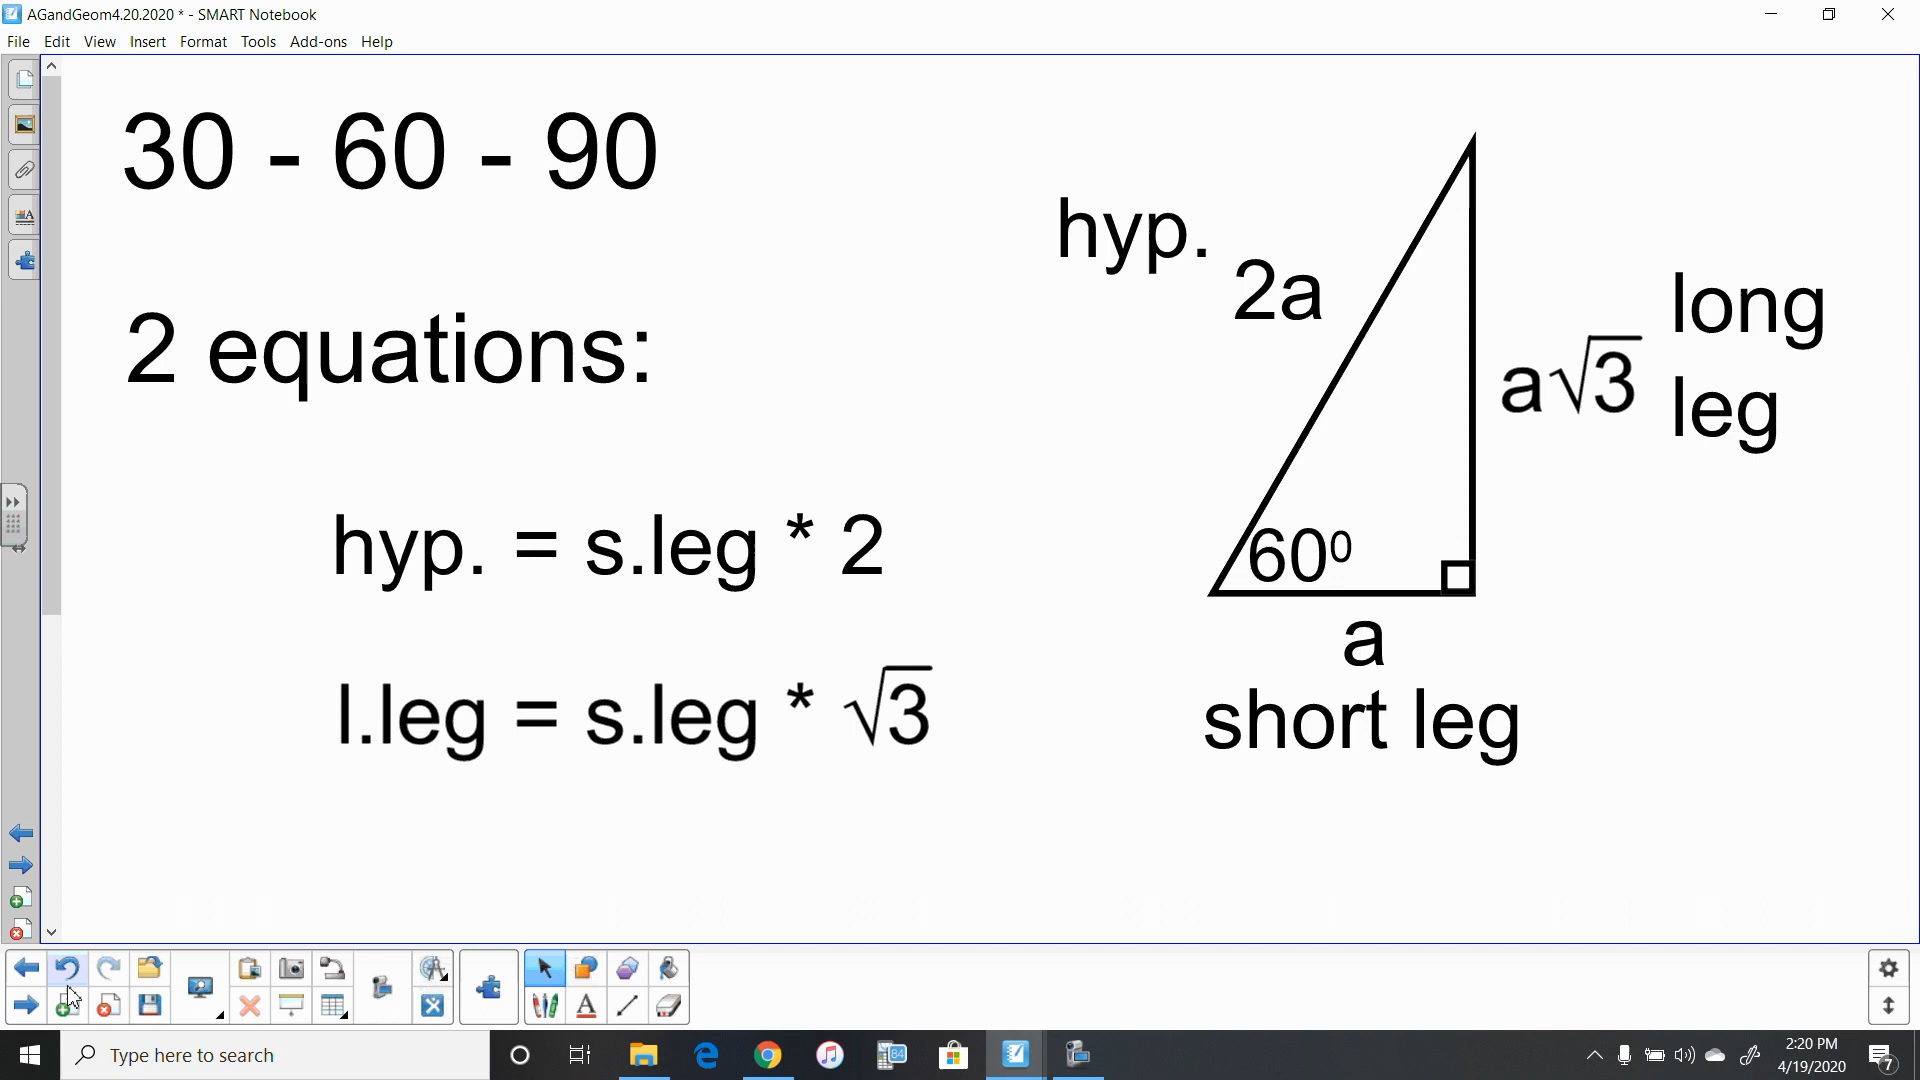 AGandGeom4.20.2020 * - SMART Notebook
File Edit View Insert Format Tools Add-ons Help
30 - 60 - 90
2 equations:
hyp. = s.leg * 2
l.leg = s.leg * √3
hyp.
2a
a√3
long
leg
60⁰
a
short leg
Type here to search
84
2:20 PM
4/19/2020
7